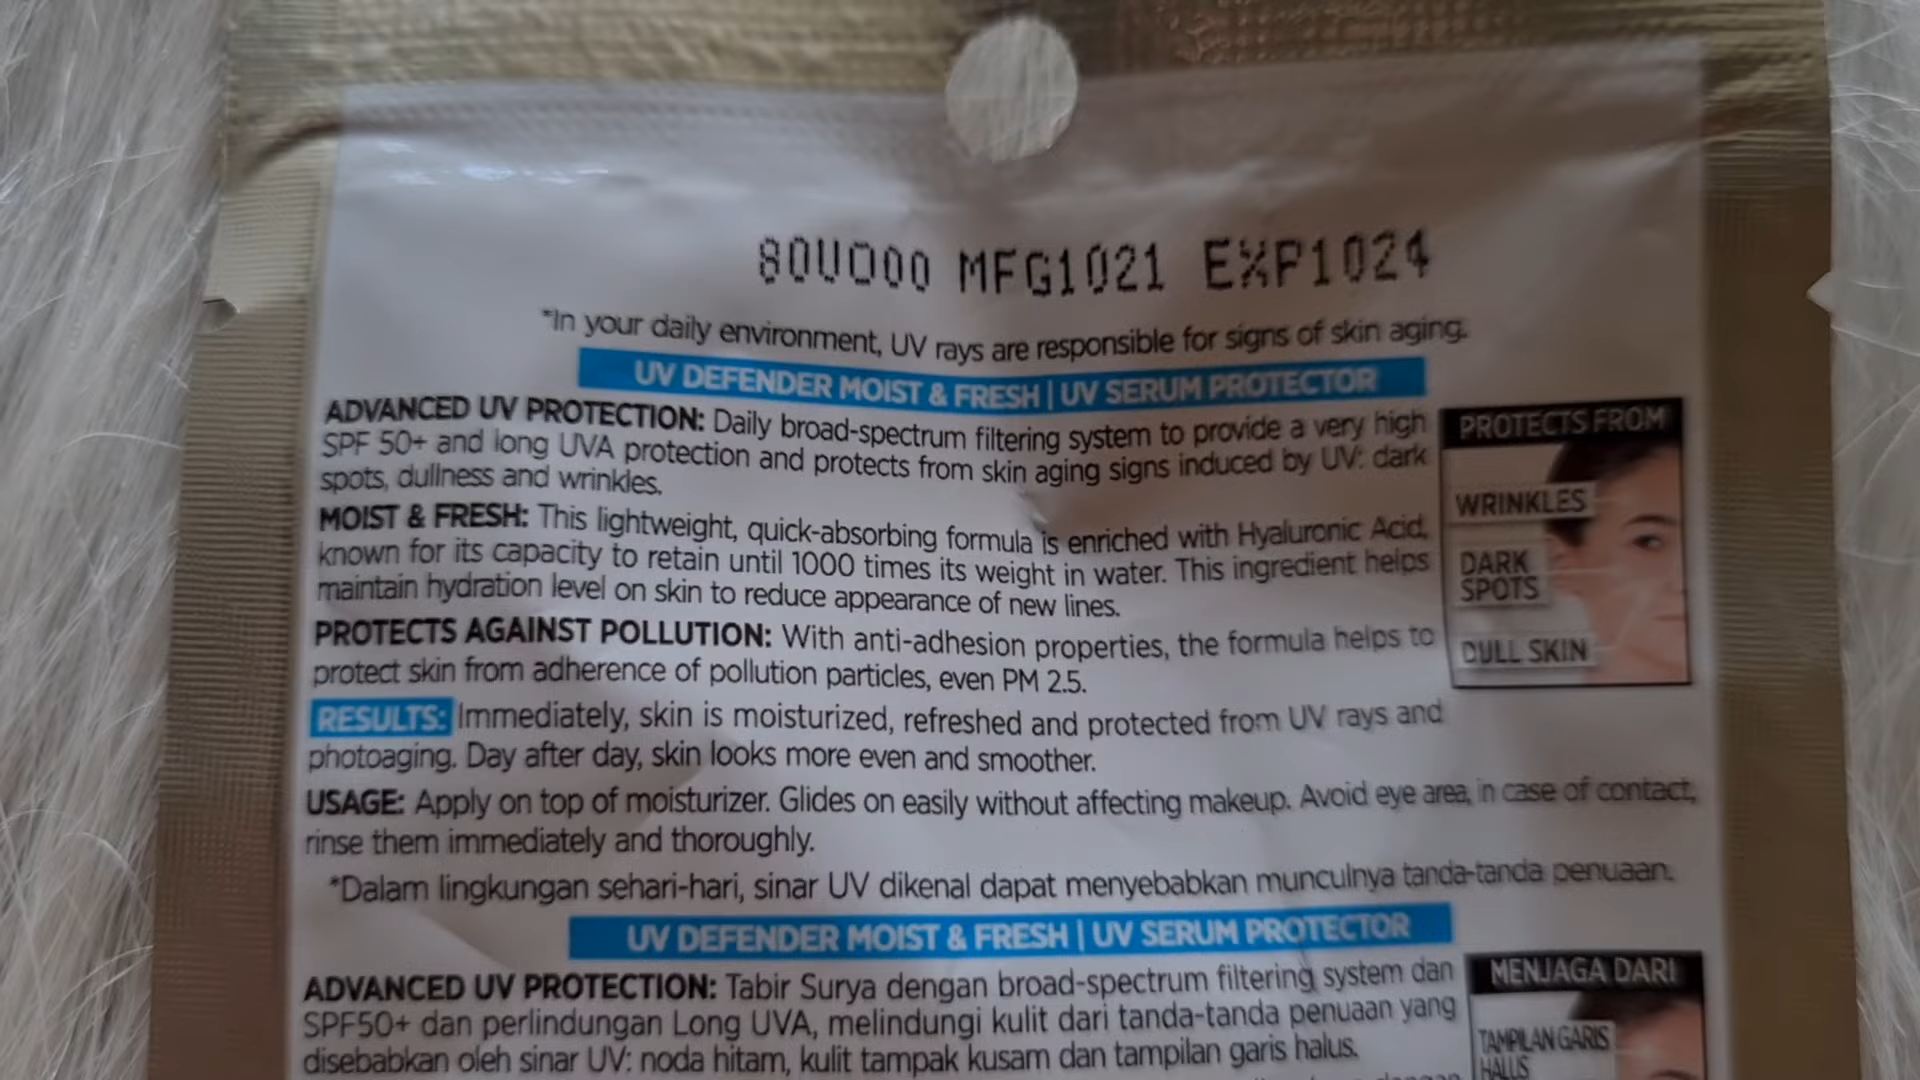 80U000 MFG1021 EXP1024
*In your daily environment, UV rays are responsible for signs of skin aging.
UV DEFENDER MOIST & FRESH | UV SERUM PROTECTOR
ADVANCED UV PROTECTION: Daily broad-spectrum filtering system to provide a very high
SPF 50+ and long UVA protection and protects from skin aging signs induced by UV: dark
spots, dullness and wrinkles.
MOIST & FRESH: This lightweight, quick-absorbing formula is enriched with Hyaluronic Acid,
known for its capacity to retain until 1000 times its weight in water. This ingredient helps
maintain hydration level on skin to reduce appearance of new lines.
PROTECTS AGAINST POLLUTION: With anti-adhesion properties, the formula helps to
protect skin from adherence of pollution particles, even PM 2.5.
PROTECTS FROM
WRINKLES
DARK
SPOTS
DULL SKIN
RESULTS: Immediately, skin is moisturized, refreshed and protected from UV rays and
photoaging. Day after day, skin looks more even and smoother.
USAGE: Apply on top of moisturizer. Glides on easily without affecting makeup. Avoid eye area, in case of contact,
rinse them immediately and thoroughly.
*Dalam lingkungan sehari-hari, sinar UV dikenal dapat menyebabkan munculnya tanda-tanda penuaan.
UV DEFENDER MOIST & FRESH | UV SERUM PROTECTOR
ADVANCED UV PROTECTION: Tabir Surya dengan broad-spectrum filtering system dan
SPF50+ dan perlindungan Long UVA, melindungi kulit dari tanda-tanda penuaan yang
disebabkan oleh sinar UV: noda hitam, kulit tampak kusam dan tampilan garis halus.
MENJAGA DARI
TAMPILAN GARIS
HALUS